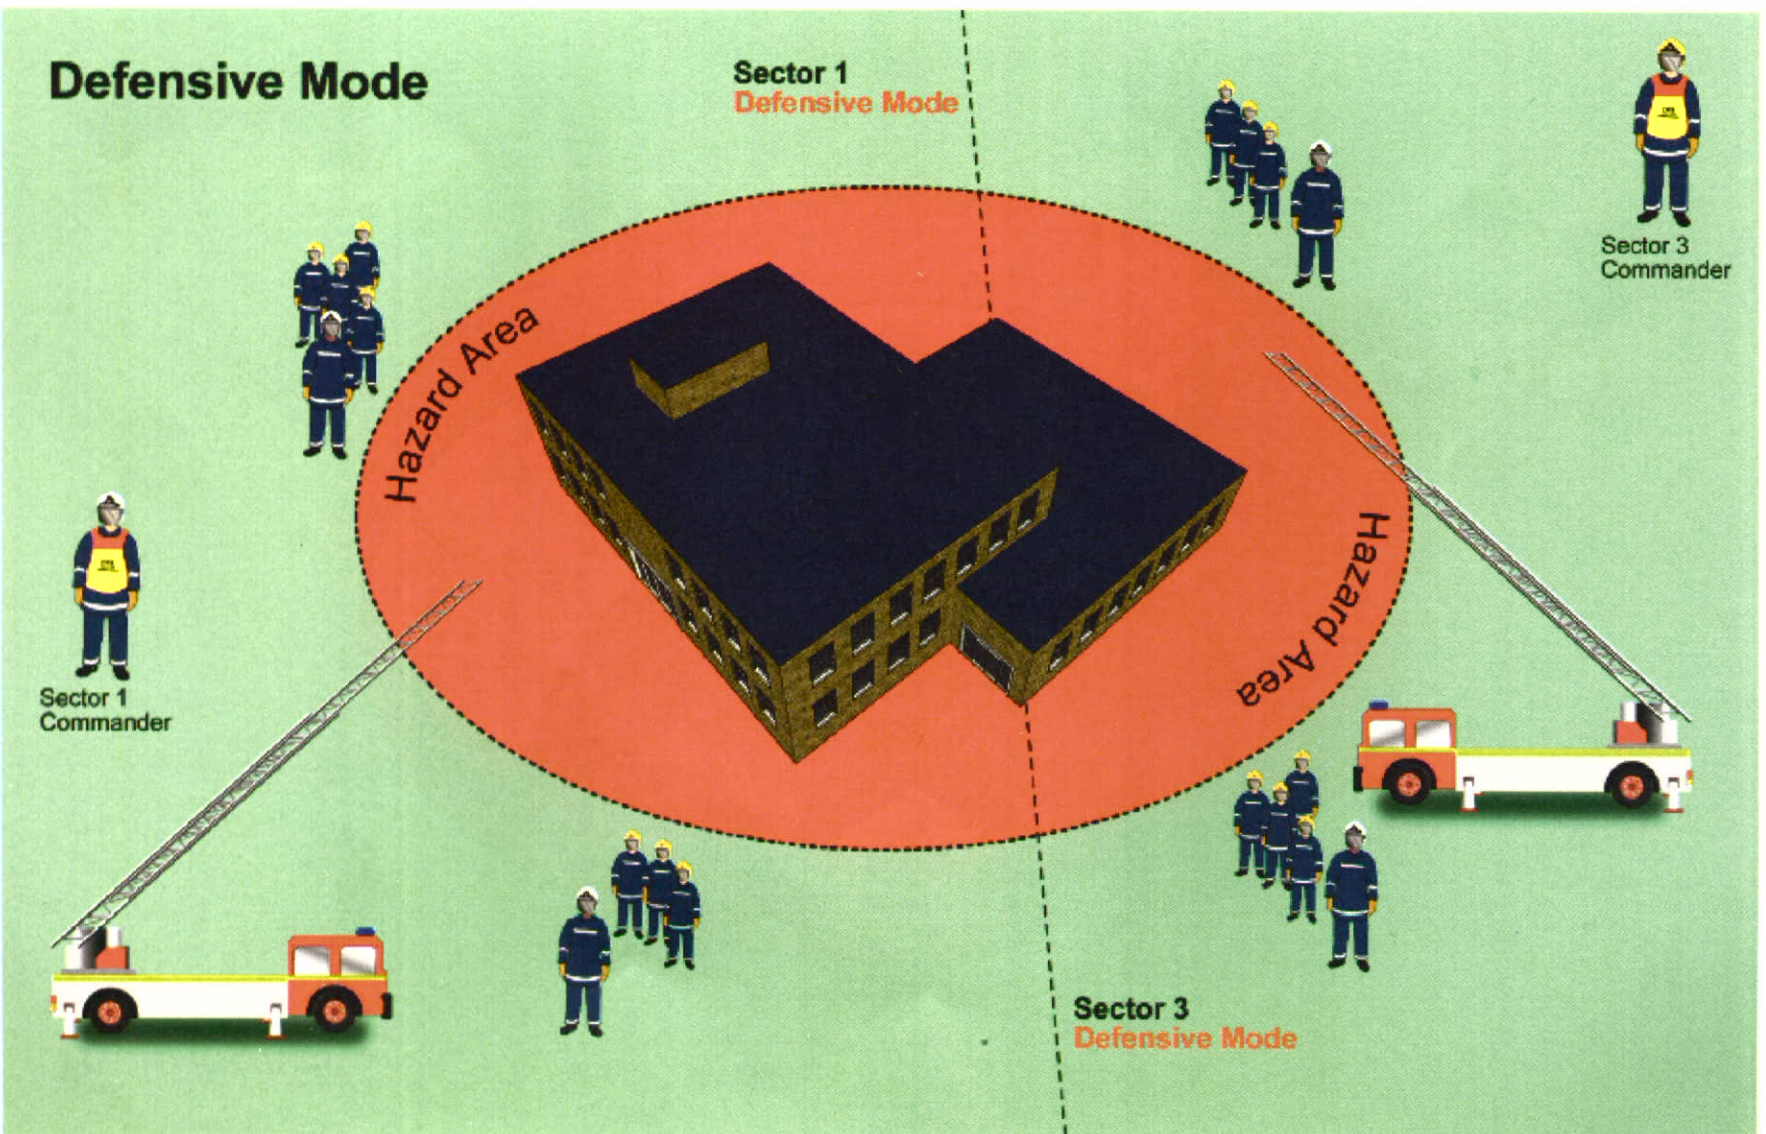 Defensive Mode
Sector 1
Defensive Mode
Sector 3
Commander
Hazard Area
Sector 1
Commander
Hazard Area
Sector 3
Defensive Mode